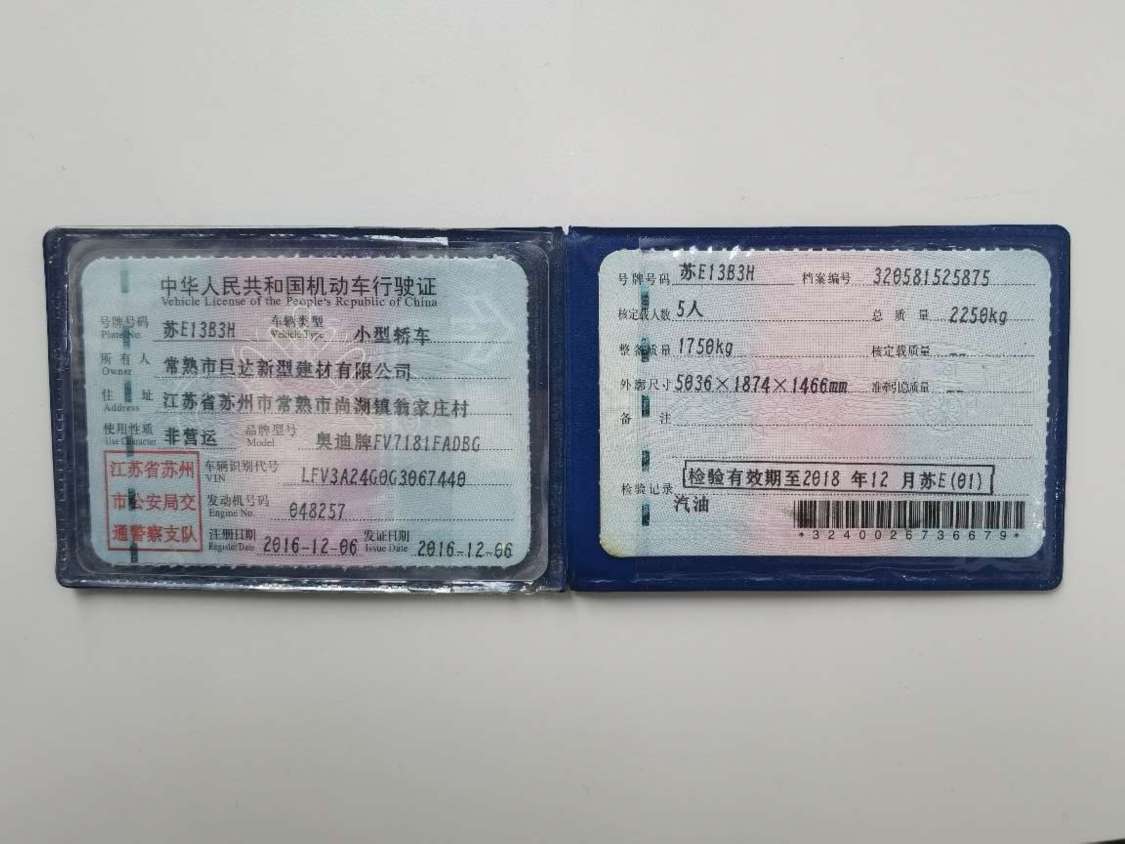 中华人民共和国机动车行驶证
Vehicle License of the People's Republic of China
号牌号码 苏E13B3H 车辆类型 小型轿车
Plate No. Vehicle Type
所有人 常熟市巨达新型建材有限公司
Owner
住址 江苏省苏州市常熟市尚湖镇翁家庄村
Address
使用性质 非营运 品牌型号 奥迪牌FV7181FADBG
Use Character Model
江苏省苏州
市公安局交
通警察支队
车辆识别代号 LFV3A24G0G3067440
VIN
发动机号码 048257
Engine No.
注册日期 2016-12-06 发证日期 2016-12-06
Register Date Issue Date
号牌号码 苏E13B3H 档案编号 320581525875
核定载人数 5人 总质量 2250kg
整备质量 1750kg 核定载质量 --
外廓尺寸 5036×1874×1466mm 准牵引总质量 --
备注
检验记录 检验有效期至2018 年12 月苏E(01)
汽油
*3240026736679*